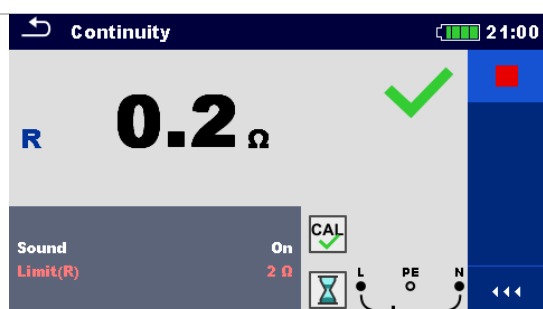 Continuity 21:00
R 0.2 Ω
CAL
Sound On
Limit(R) 2 Ω
L PE N